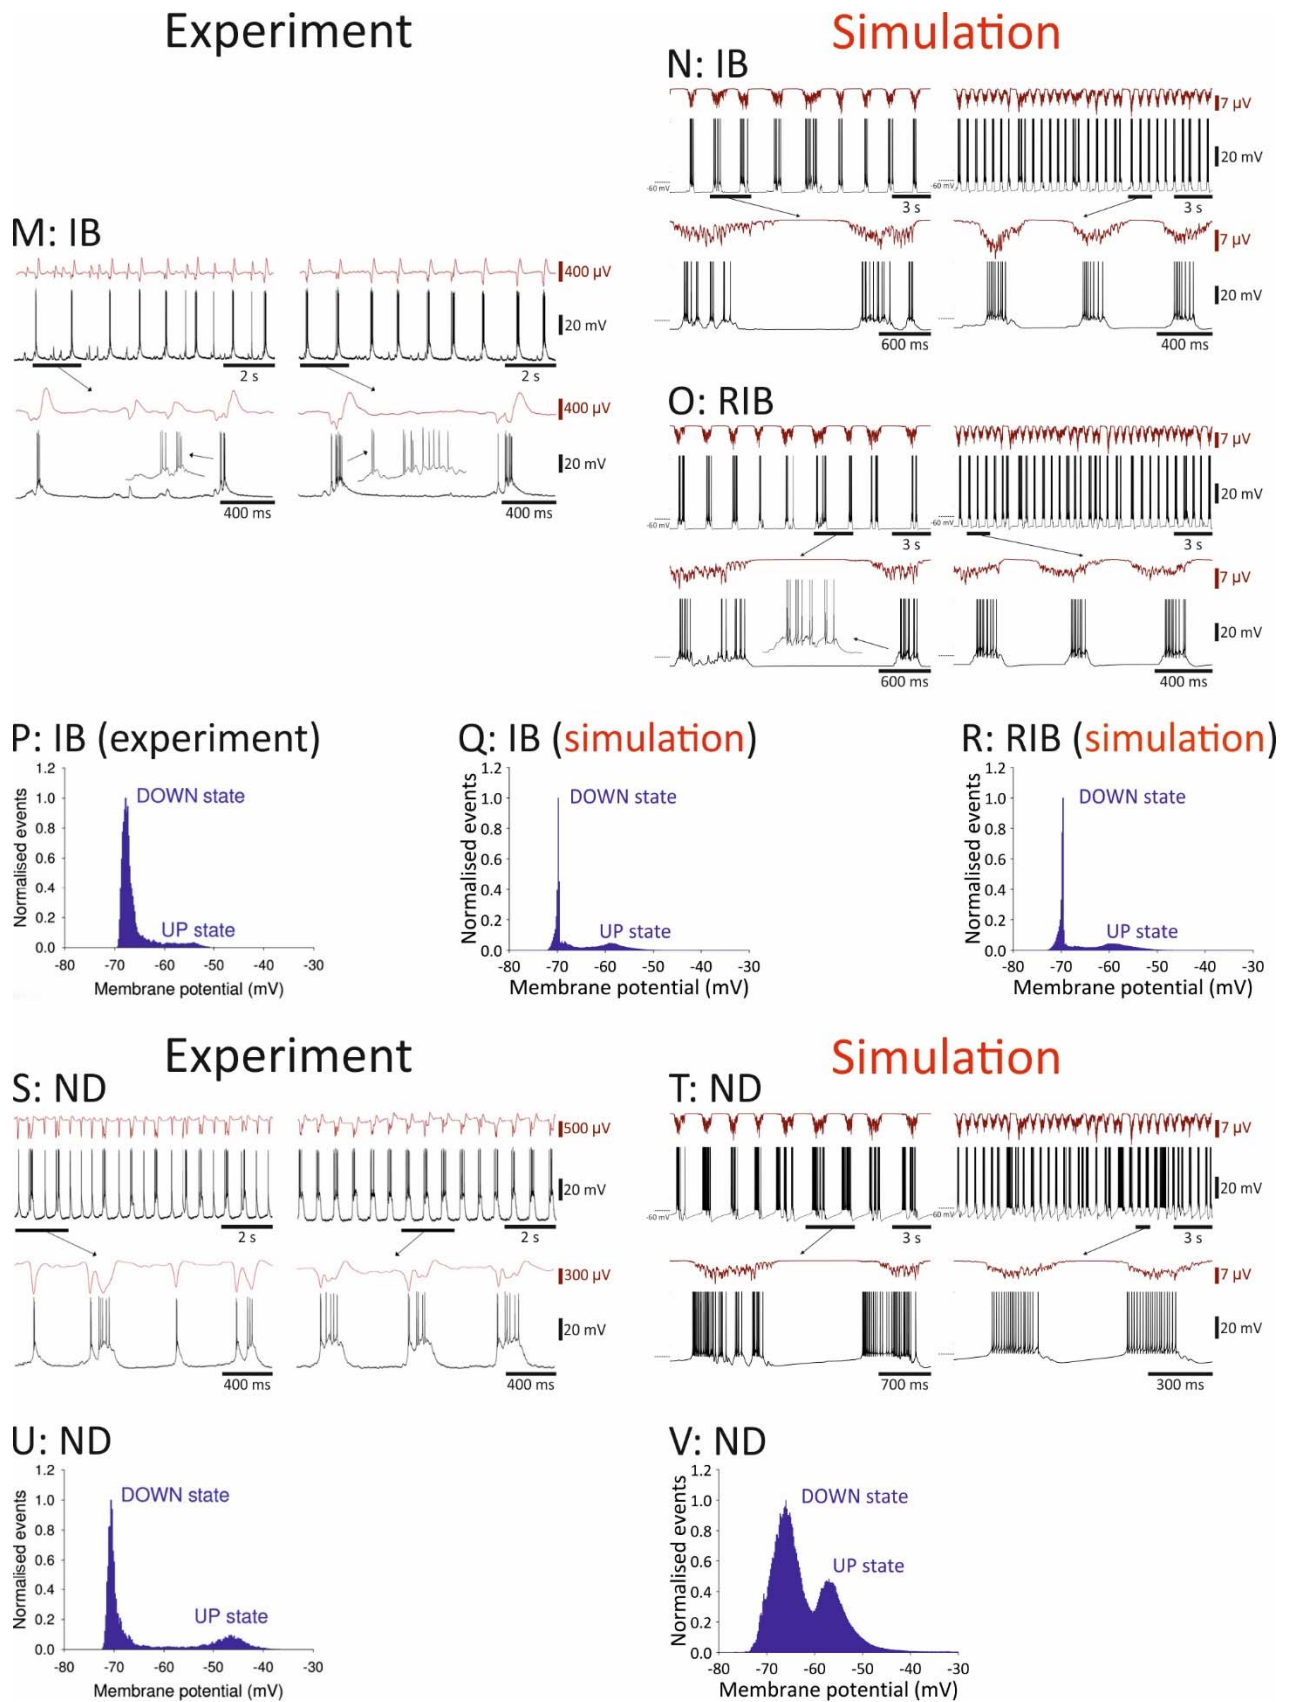 Experiment
Simulation
N: IB
7 µV
20 mV
-60 mV
-60 mV
3 s
3 s
7 µV
20 mV
600 ms
400 ms
M: IB
400 µV
20 mV
2 s
2 s
400 µV
20 mV
400 ms
400 ms
O: RIB
7 µV
20 mV
-60 mV
-60 mV
3 s
3 s
7 µV
20 mV
600 ms
400 ms
P: IB (experiment)
1.2
1.0
0.8
0.6
0.4
0.2
0.0
Normalised events
DOWN state
UP state
-80 -70 -60 -50 -40 -30
Membrane potential (mV)
Q: IB (simulation)
1.2
1.0
0.8
0.6
0.4
0.2
0.0
Normalised events
DOWN state
UP state
-80 -70 -60 -50 -40 -30
Membrane potential (mV)
R: RIB (simulation)
1.2
1.0
0.8
0.6
0.4
0.2
0.0
Normalised events
DOWN state
UP state
-80 -70 -60 -50 -40 -30
Membrane potential (mV)
Experiment
Simulation
S: ND
500 µV
20 mV
2 s
2 s
300 µV
20 mV
400 ms
400 ms
T: ND
7 µV
20 mV
-60 mV
-60 mV
3 s
3 s
7 µV
20 mV
700 ms
300 ms
U: ND
1.2
1.0
0.8
0.6
0.4
0.2
0.0
Normalised events
DOWN state
UP state
-80 -70 -60 -50 -40 -30
Membrane potential (mV)
V: ND
1.2
1.0
0.8
0.6
0.4
0.2
0.0
Normalised events
DOWN state
UP state
-80 -70 -60 -50 -40 -30
Membrane potential (mV)